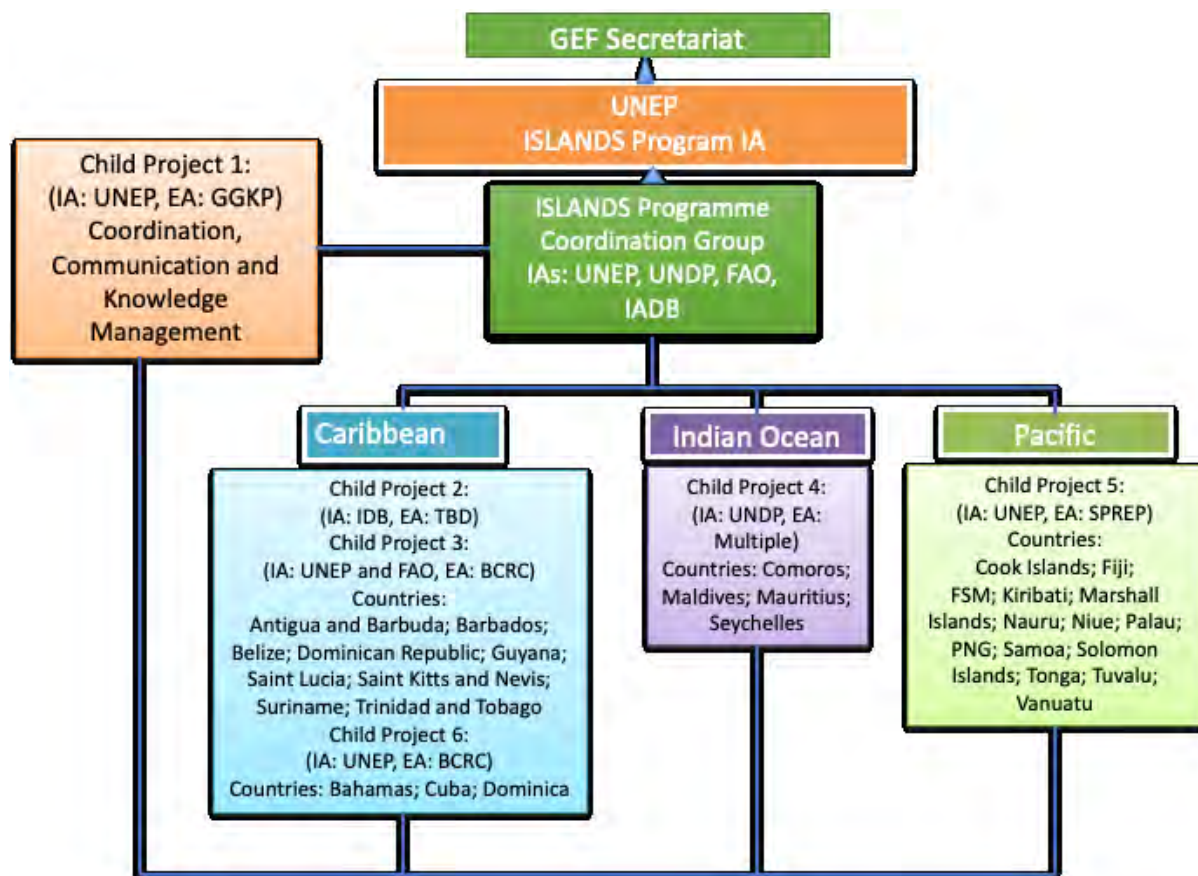 GEF Secretariat
UNEP
ISLANDS Program IA
Child Project 1:
(IA: UNEP, EA: GGKP)
Coordination,
Communication and
Knowledge
Management
ISLANDS Programme
Coordination Group
IAs: UNEP, UNDP, FAO,
IADB
Caribbean
Child Project 2:
(IA: IDB, EA: TBD)
Child Project 3:
(IA: UNEP and FAO, EA: BCRC)
Countries:
Antigua and Barbuda; Barbados;
Belize; Dominican Republic; Guyana;
Saint Lucia; Saint Kitts and Nevis;
Suriname; Trinidad and Tobago
Child Project 6:
(IA: UNEP, EA: BCRC)
Countries: Bahamas; Cuba; Dominica
Indian Ocean
Child Project 4:
(IA: UNDP, EA:
Multiple)
Countries: Comoros;
Maldives; Mauritius;
Seychelles
Pacific
Child Project 5:
(IA: UNEP, EA: SPREP)
Countries:
Cook Islands; Fiji;
FSM; Kiribati; Marshall
Islands; Nauru; Niue; Palau;
PNG; Samoa; Solomon
Islands; Tonga; Tuvalu;
Vanuatu